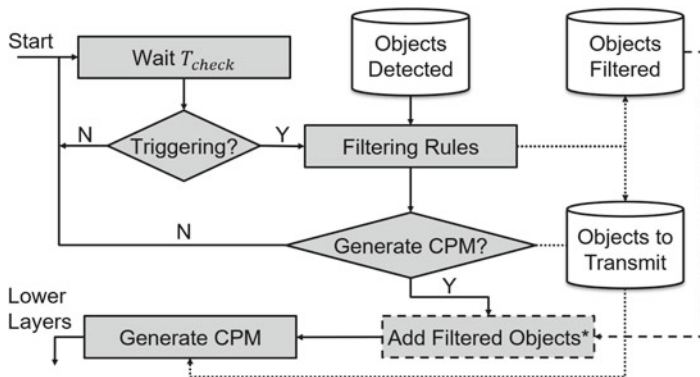 Start
Wait T_check
Objects
Detected
Objects
Filtered
N
Triggering?
Y
Filtering Rules
N
Generate CPM?
Objects to
Transmit
Y
Lower
Layers
Generate CPM
Add Filtered Objects*